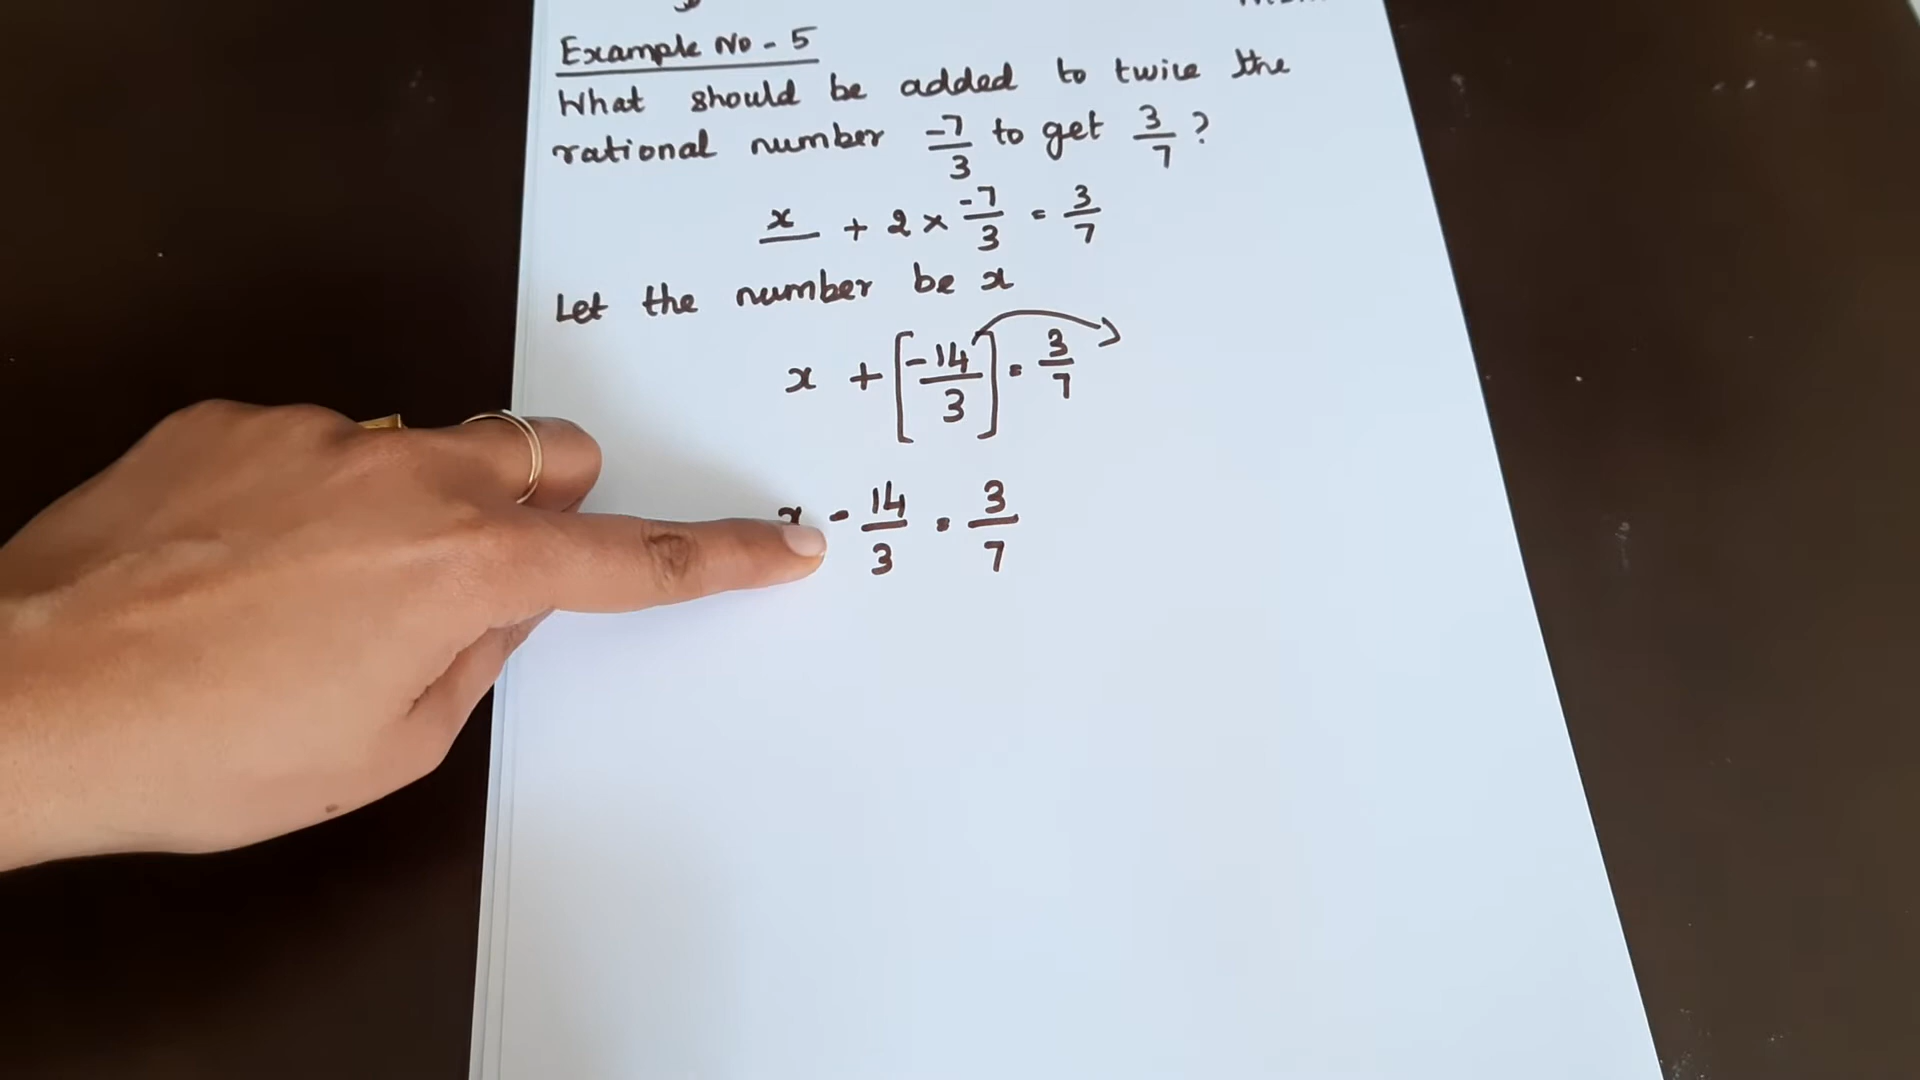 Example No - 5
What should be added to twice the
rational number -7/3 to get 3/7 ?
x + 2 × -7/3 = 3/7
Let the number be x
x + [-14/3] = 3/7
x - 14/3 = 3/7